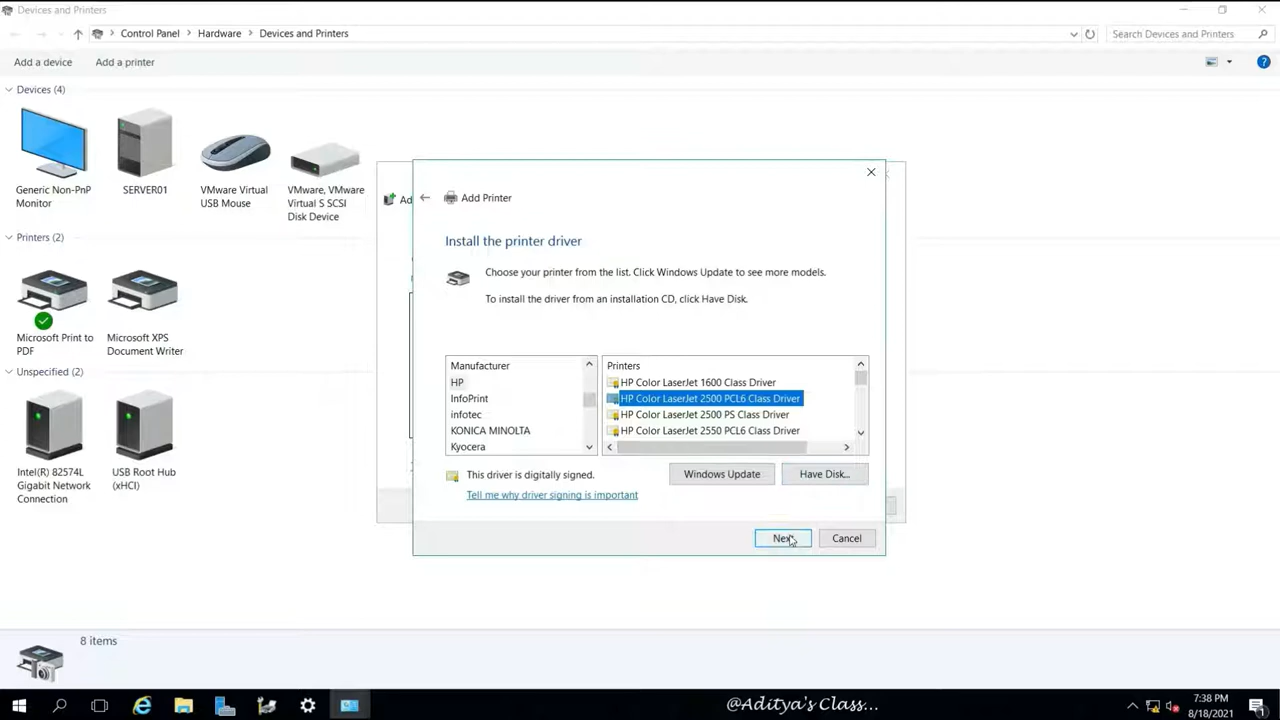 Devices and Printers
Control Panel
Hardware
Devices and Printers
Search Devices and Printers
Add a device
Add a printer
Devices (4)
Generic Non-PnP
Monitor
SERVER01
VMware Virtual
USB Mouse
VMware, VMware
Virtual S SCSI
Disk Device
Printers (2)
Microsoft Print to
PDF
Microsoft XPS
Document Writer
Unspecified (2)
Intel(R) 82574L
Gigabit Network
Connection
USB Root Hub
(xHCI)
Add Printer
Install the printer driver
Choose your printer from the list. Click Windows Update to see more models.
To install the driver from an installation CD, click Have Disk.
Manufacturer
HP
InfoPrint
infotec
KONICA MINOLTA
Kyocera
Printers
HP Color LaserJet 1600 Class Driver
HP Color LaserJet 2500 PCL6 Class Driver
HP Color LaserJet 2500 PS Class Driver
HP Color LaserJet 2550 PCL6 Class Driver
This driver is digitally signed.
Tell me why driver signing is important
Windows Update
Have Disk...
Next
Cancel
8 items
@Aditya's Class...
7:38 PM
8/18/2021